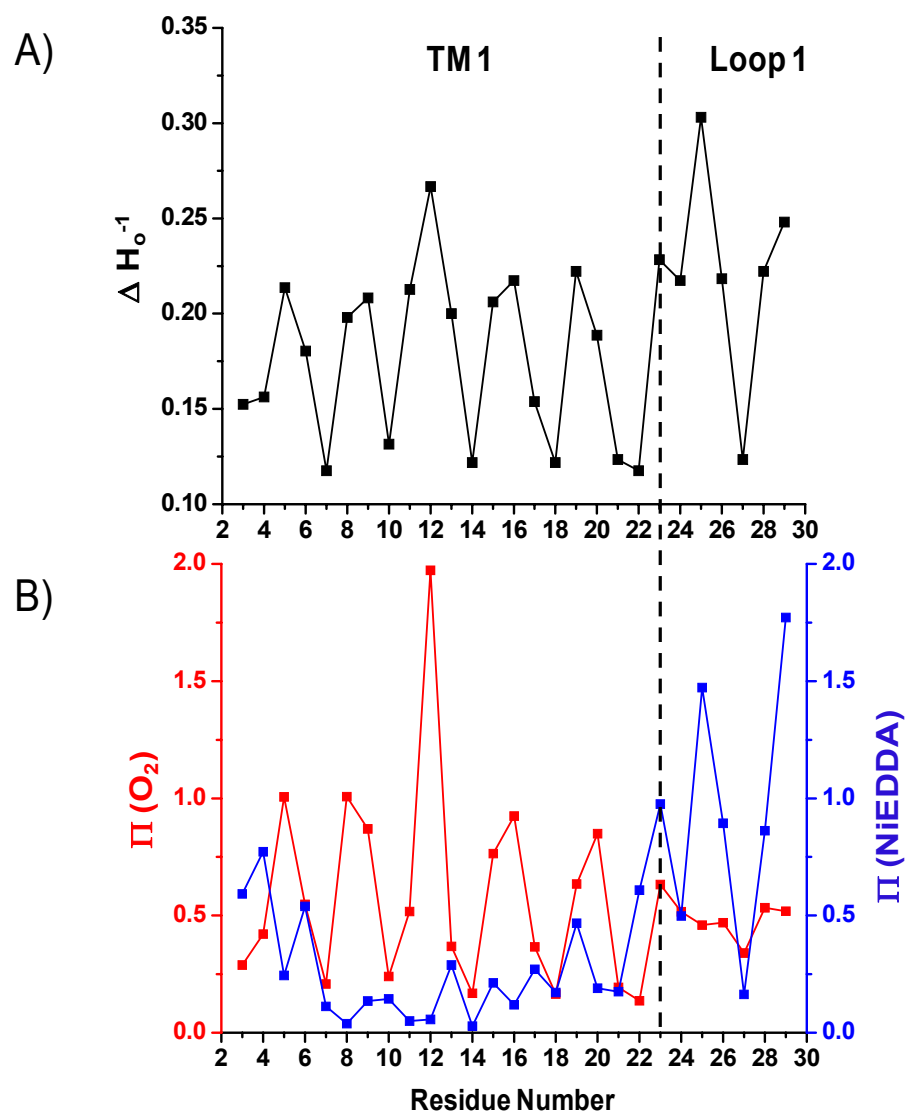 A)
TM 1 Loop 1
Δ H₀⁻¹
0.35
0.30
0.25
0.20
0.15
0.10
2 4 6 8 10 12 14 16 18 20 22 24 26 28 30
B)
Π (O₂)
2.0
1.5
1.0
0.5
0.0
2.0
1.5
1.0
0.5
0.0
Π (NiEDDA)
2 4 6 8 10 12 14 16 18 20 22 24 26 28 30
Residue Number